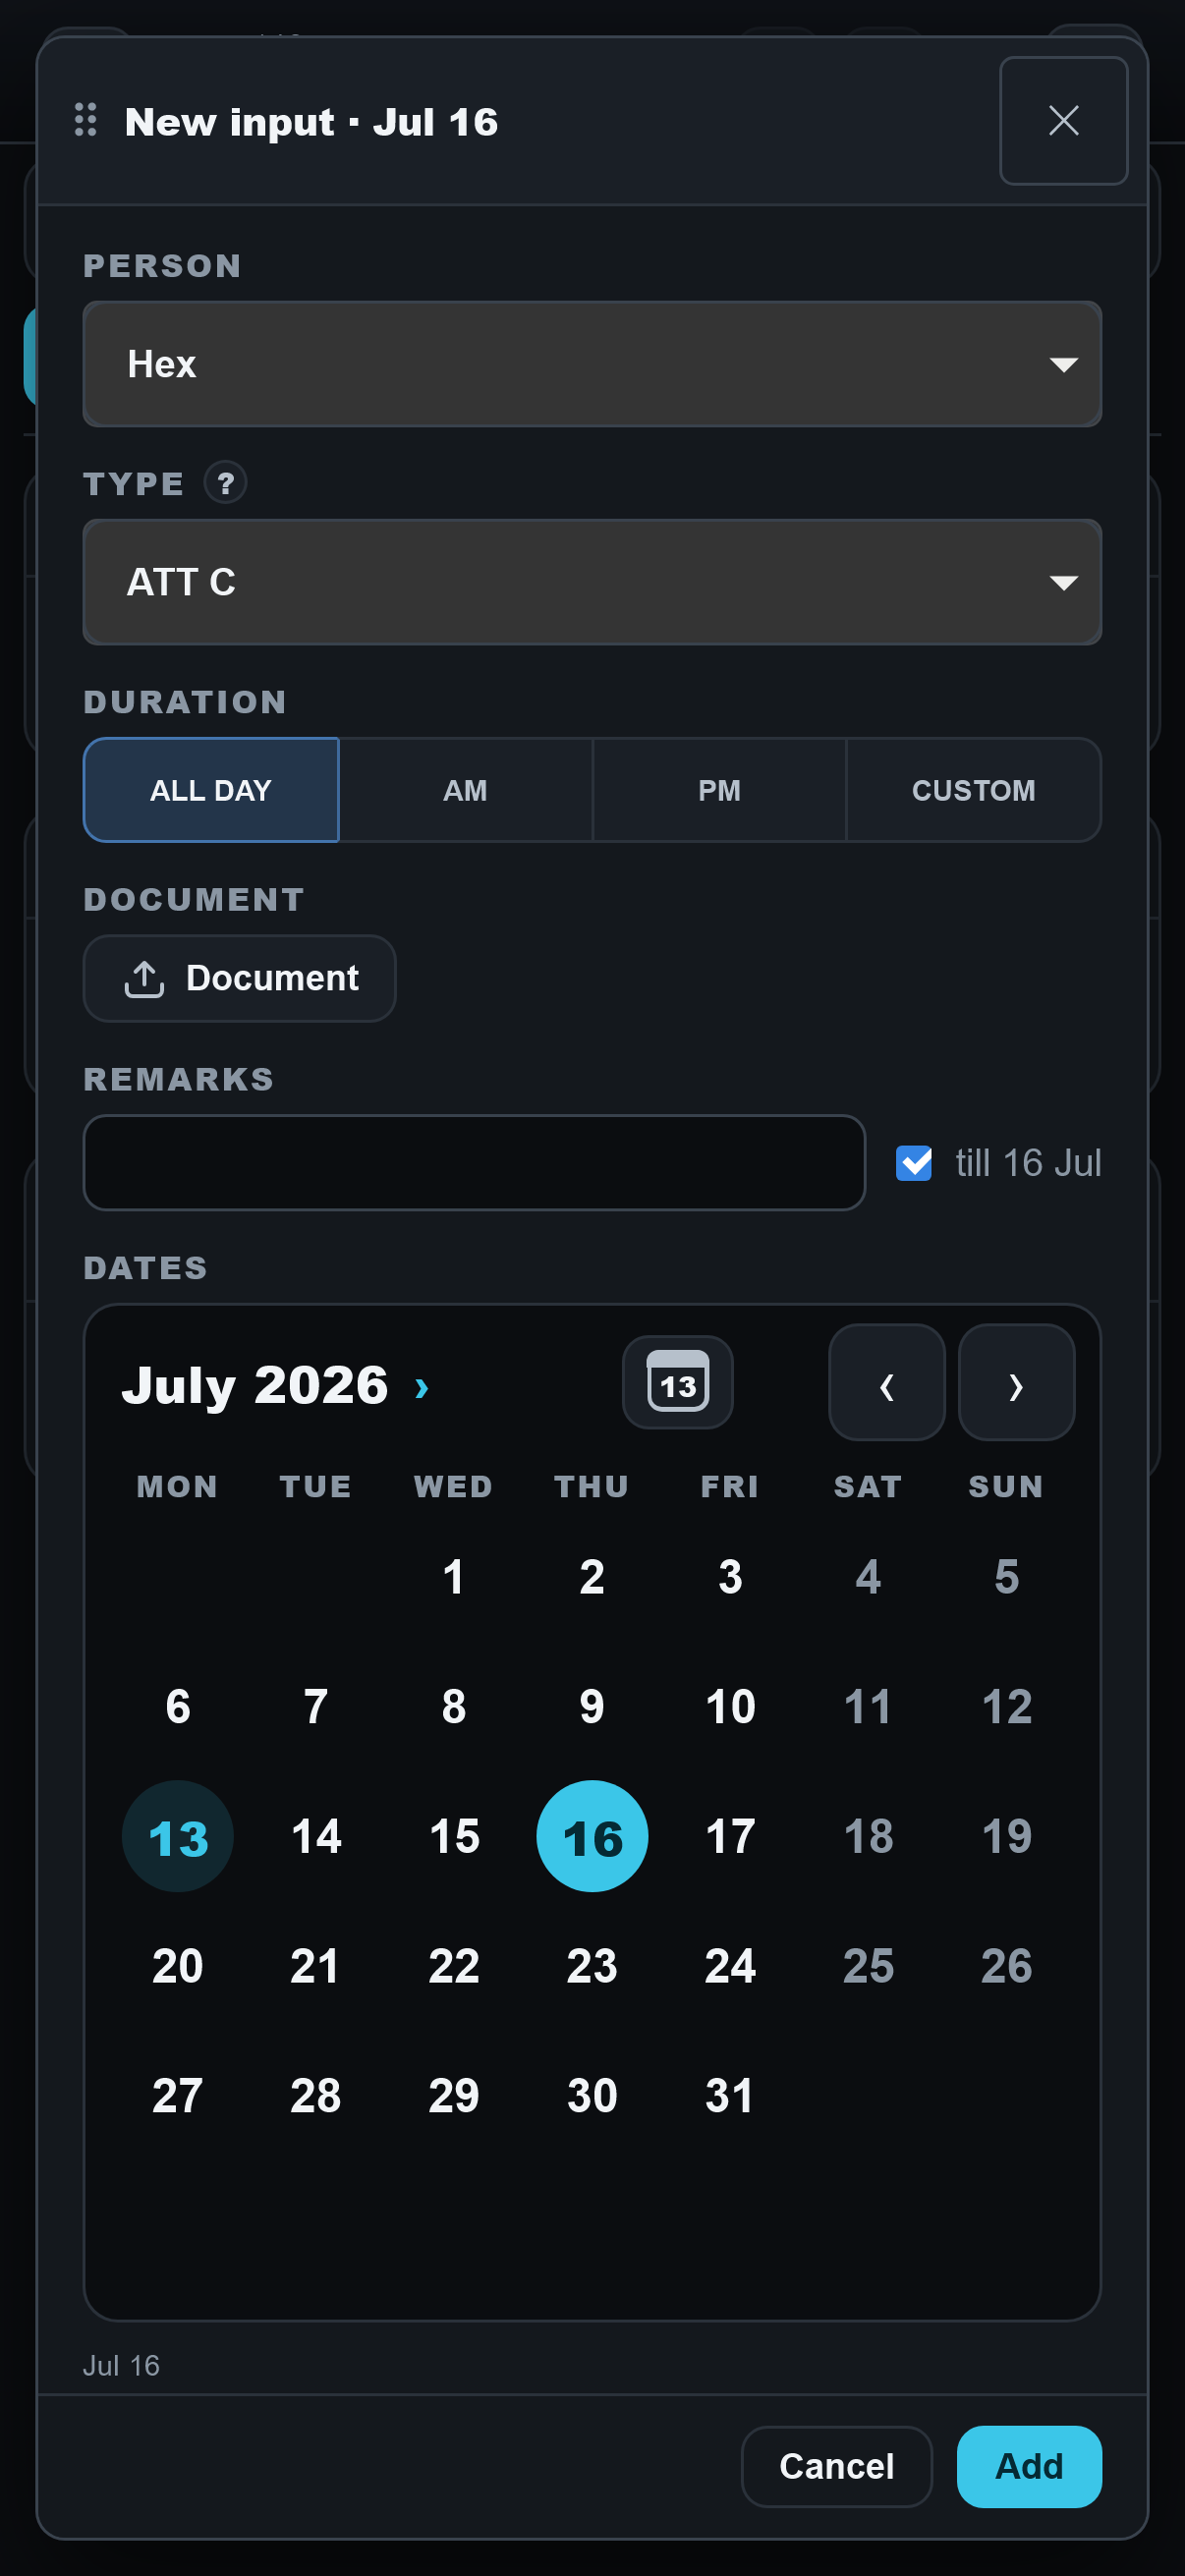 New input · Jul 16
PERSON
Hex
TYPE ?
ATT C
DURATION
ALL DAY AM PM CUSTOM
DOCUMENT
Document
REMARKS
till 16 Jul
DATES
July 2026 › 13 ‹ ›
MON TUE WED THU FRI SAT SUN
1 2 3 4 5
6 7 8 9 10 11 12
13 14 15 16 17 18 19
20 21 22 23 24 25 26
27 28 29 30 31
Jul 16
Cancel Add